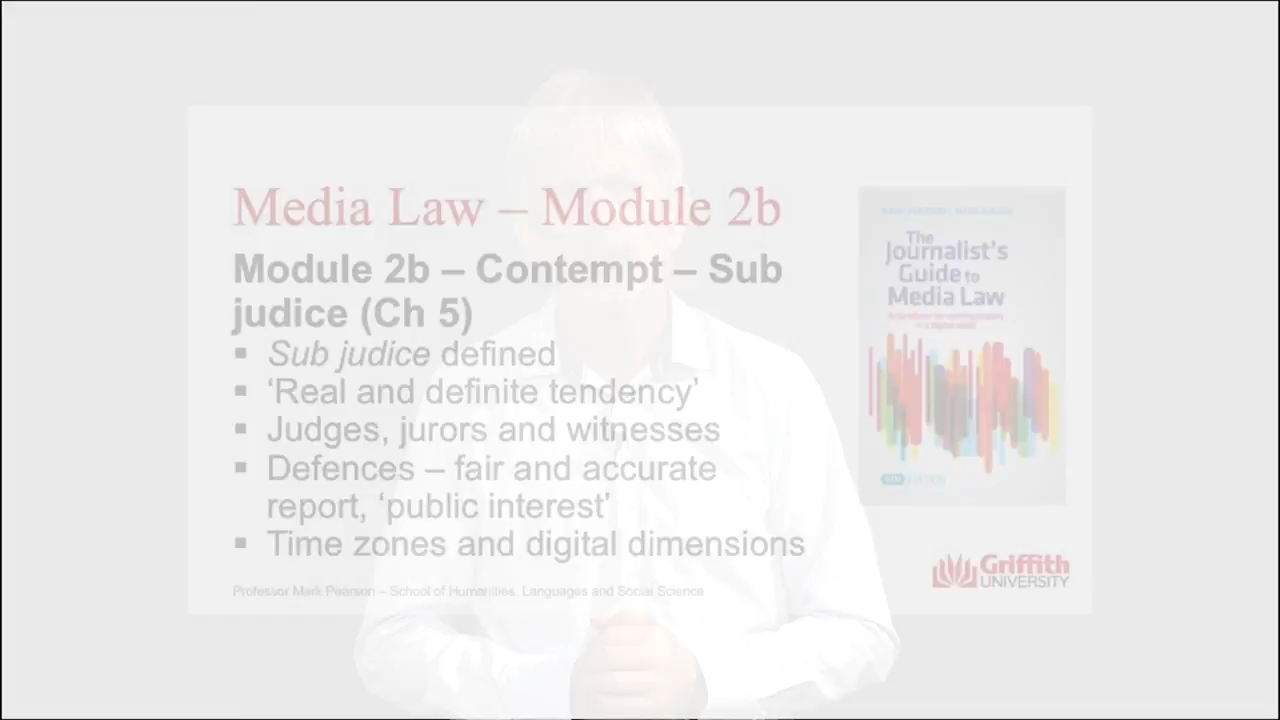 Media Law – Module 2b
Module 2b – Contempt – Sub
judice (Ch 5)
▪ Sub judice defined
▪ ‘Real and definite tendency’
▪ Judges, jurors and witnesses
▪ Defences – fair and accurate
report, ‘public interest’
▪ Time zones and digital dimensions
Professor Mark Pearson – School of Humanities, Languages and Social Science
The
Journalist's
Guide to
Media Law
Griffith
UNIVERSITY